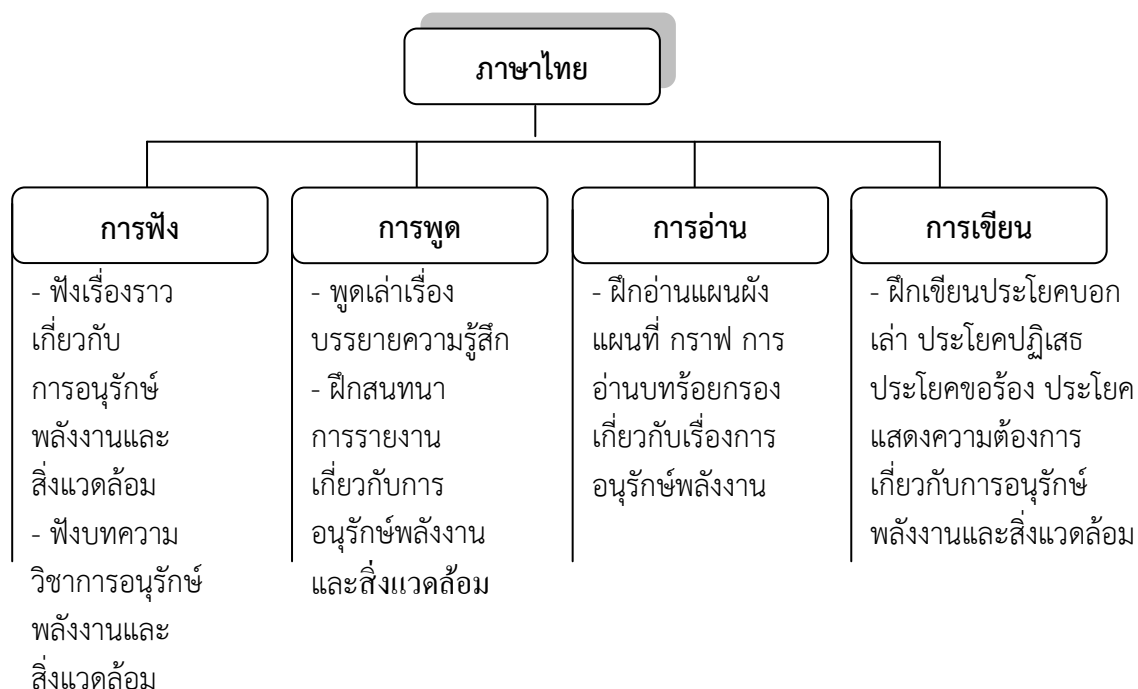 ภาษาไทย
การฟัง
- ฟังเรื่องราว
เกี่ยวกับ
การอนุรักษ์
พลังงานและ
สิ่งแวดล้อม
- ฟังบทความ
วิชาการอนุรักษ์
พลังงานและ
สิ่งแวดล้อม
การพูด
- พูดเล่าเรื่อง
บรรยายความรู้สึก
- ฝึกสนทนา
การรายงาน
เกี่ยวกับการ
อนุรักษ์พลังงาน
และสิ่งแวดล้อม
การอ่าน
- ฝึกอ่านแผนผัง
แผนที่ กราฟ การ
อ่านบทร้อยกรอง
เกี่ยวกับเรื่องการ
อนุรักษ์พลังงาน
การเขียน
- ฝึกเขียนประโยคบอก
เล่า ประโยคปฏิเสธ
ประโยคขอร้อง ประโยค
แสดงความต้องการ
เกี่ยวกับการอนุรักษ์
พลังงานและสิ่งแวดล้อม